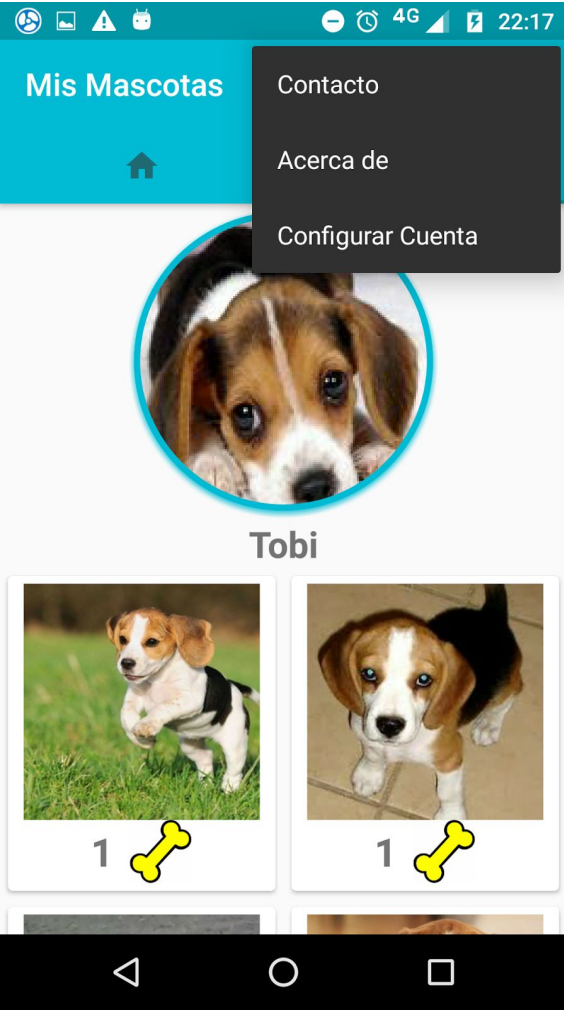 4G 22:17
Mis Mascotas
Contacto
Acerca de
Configurar Cuenta
Tobi
1 1